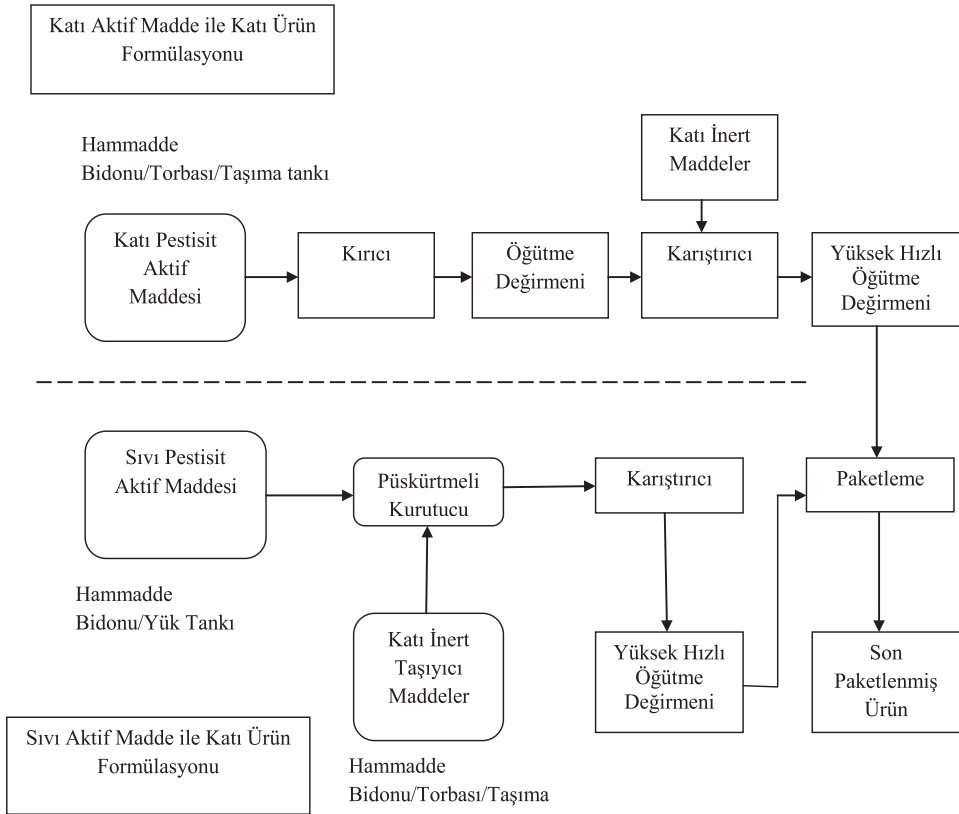 Katı Aktif Madde ile Katı Ürün
Formülasyonu
Hammadde
Bidonu/Torbası/Taşıma tankı
Katı İnert
Maddeler
Katı Pestisit
Aktif
Maddesi
Kırıcı
Öğütme
Değirmeni
Karıştırıcı
Yüksek Hızlı
Öğütme
Değirmeni
Sıvı Pestisit
Aktif Maddesi
Püskürtmeli
Kurutucu
Karıştırıcı
Paketleme
Hammadde
Bidonu/Yük Tankı
Katı İnert
Taşıyıcı
Maddeler
Yüksek Hızlı
Öğütme
Değirmeni
Son
Paketlenmiş
Ürün
Sıvı Aktif Madde ile Katı Ürün
Formülasyonu
Hammadde
Bidonu/Torbası/Taşıma